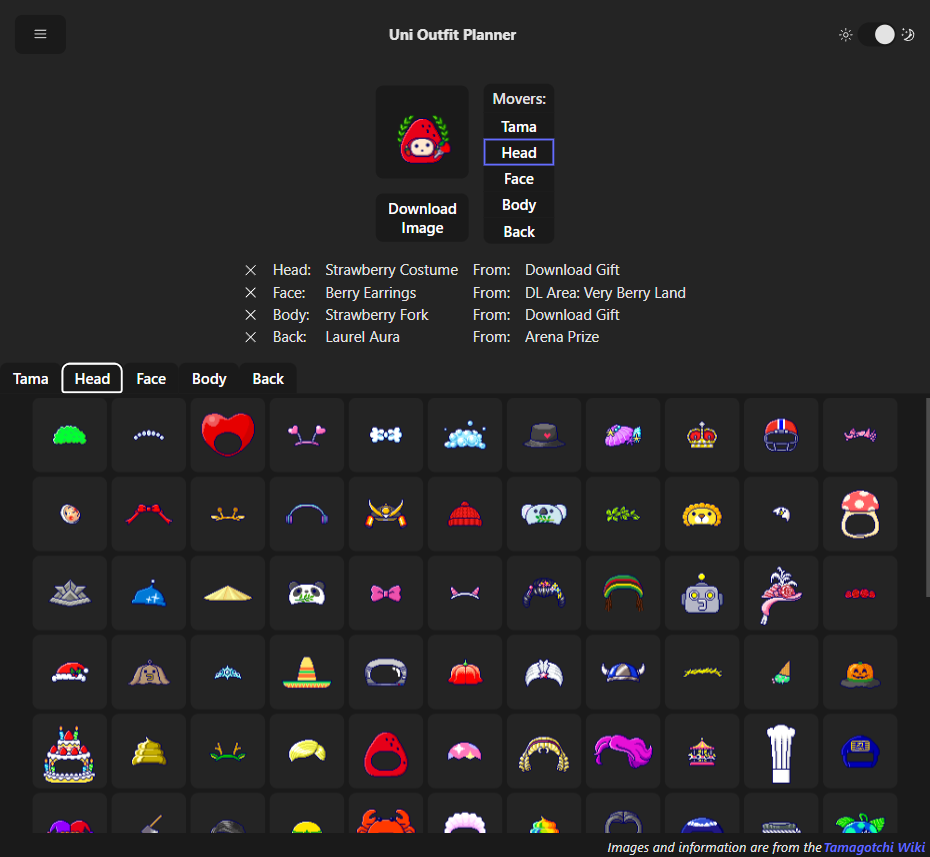 Uni Outfit Planner
Movers:
Tama
Head
Face
Body
Back
Download
Image
Head: Strawberry Costume From: Download Gift
Face: Berry Earrings From: DL Area: Very Berry Land
Body: Strawberry Fork From: Download Gift
Back: Laurel Aura From: Arena Prize
Tama Head Face Body Back
Images and information are from the Tamagotchi Wiki